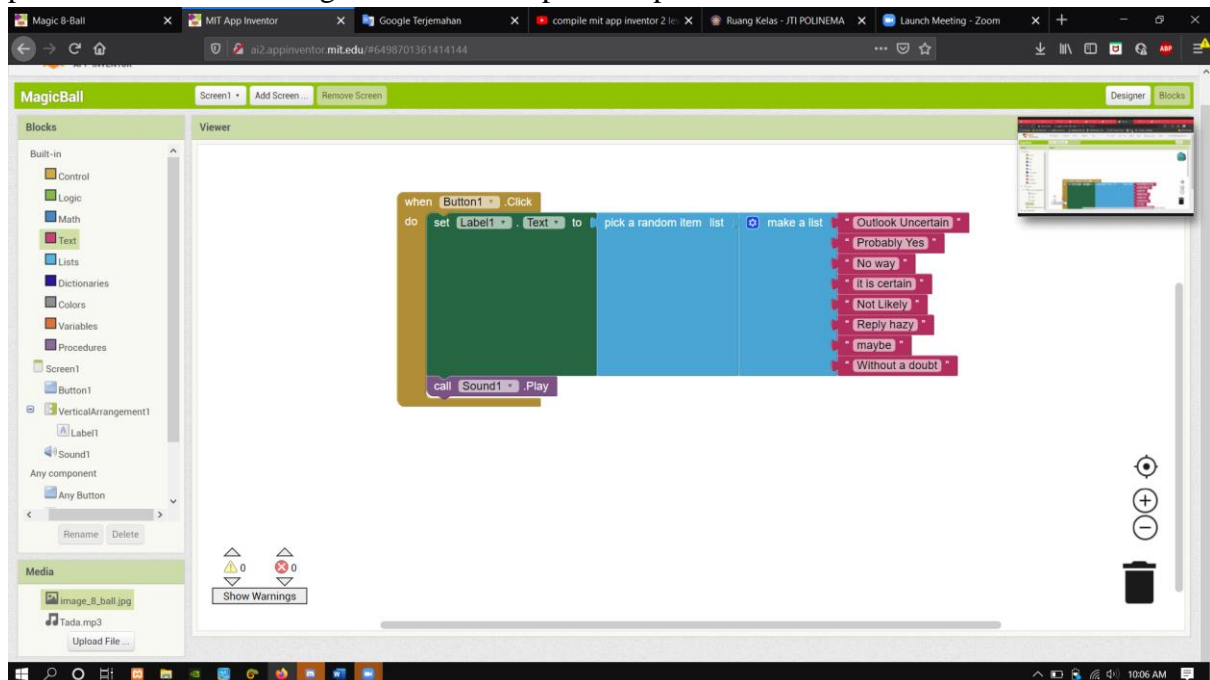 Magic 8-Ball
MIT App Inventor
Google Terjemahan
compile mit app inventor 2
Ruang Kelas - JTI POLINEMA
Launch Meeting - Zoom
ai2.appinventor.mit.edu/#6498701361414144
ABP
MagicBall
Screen1
Add Screen ...
Remove Screen
Designer
Blocks
Blocks
Viewer
Built-in
Control
Logic
Math
Text
Lists
Dictionaries
Colors
Variables
Procedures
Screen1
Button1
VerticalArrangement1
Label1
Sound1
Any component
Any Button
Rename
Delete
Media
image_8_ball.jpg
Tada.mp3
Upload File ...
when Button1 .Click
do set Label1 . Text to pick a random item list make a list " Outlook Uncertain "
" Probably Yes "
" No way "
" it is certain "
" Not Likely "
" Reply hazy "
" maybe "
" Without a doubt "
call Sound1 .Play
0 0
Show Warnings
10:06 AM